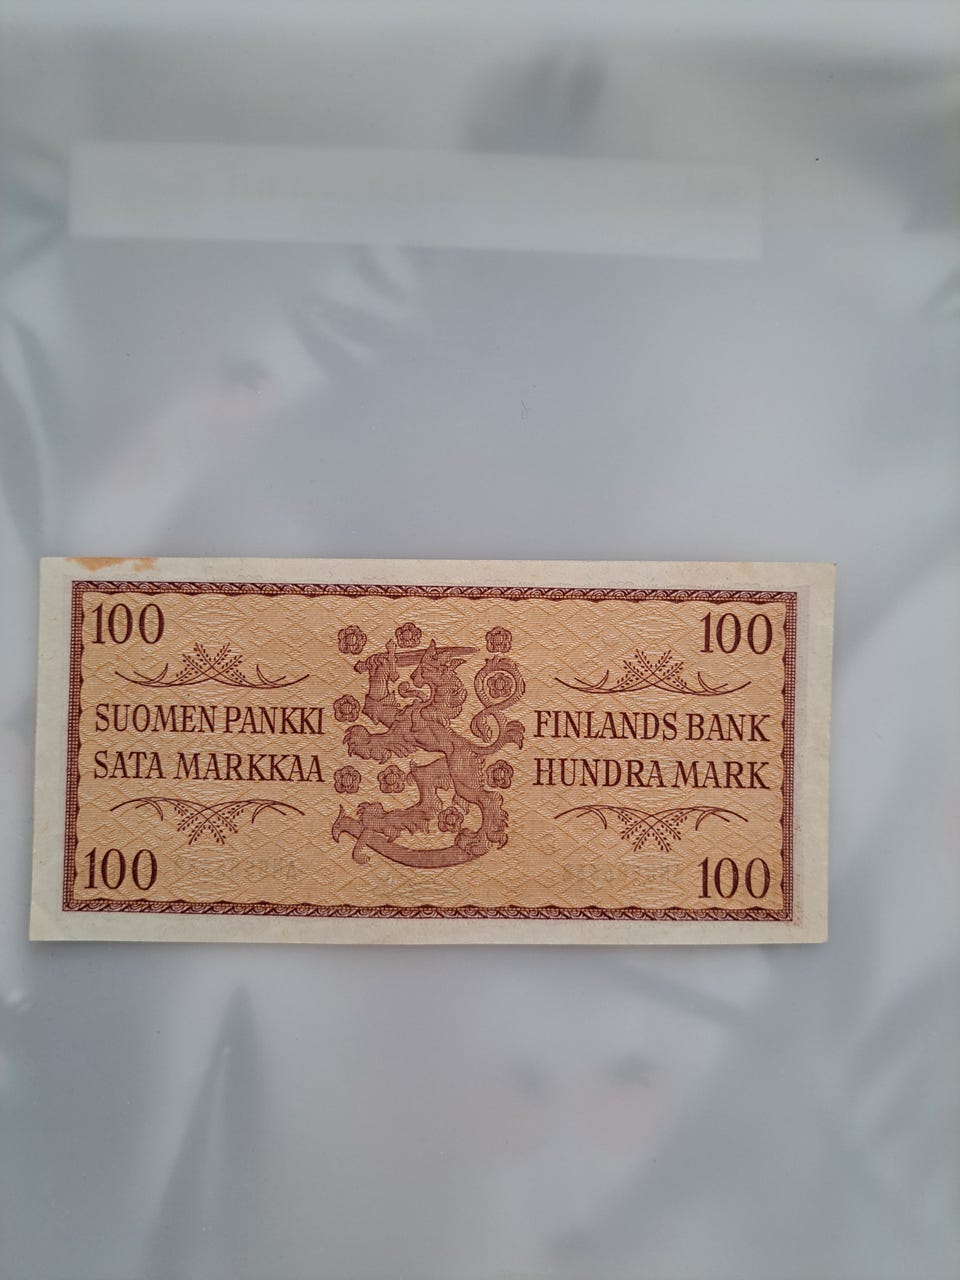 100 100
SUOMEN PANKKI FINLANDS BANK
SATA MARKKAA HUNDRA MARK
100 100